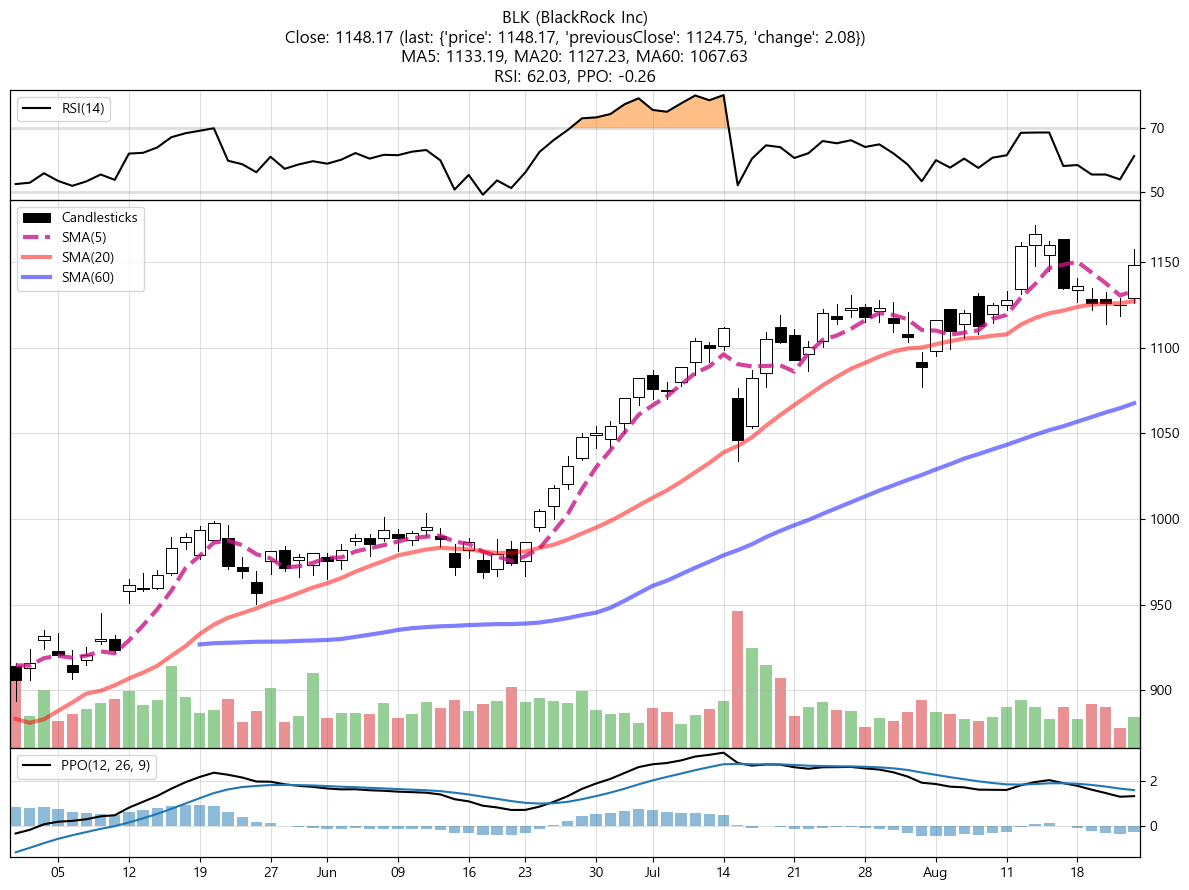 BLK (BlackRock Inc)
Close: 1148.17 (last: {'price': 1148.17, 'previousClose': 1124.75, 'change': 2.08})
MA5: 1133.19, MA20: 1127.23, MA60: 1067.63
RSI: 62.03, PPO: -0.26
RSI(14)
70
50
Candlesticks
SMA(5)
SMA(20)
SMA(60)
1150
1100
1050
1000
950
900
PPO(12, 26, 9)
2
0
05 12 19 27 Jun 09 16 23 30 Jul 14 21 28 Aug 11 18